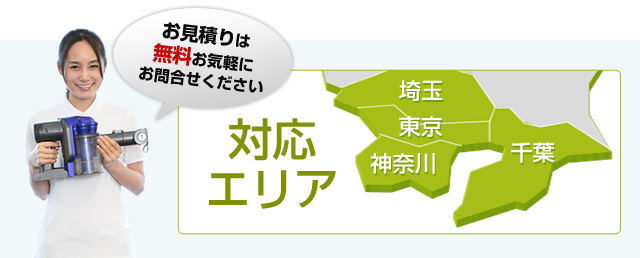 お見積りは
無料お気軽に
お問合せください
対応
エリア
埼玉
東京
神奈川
千葉